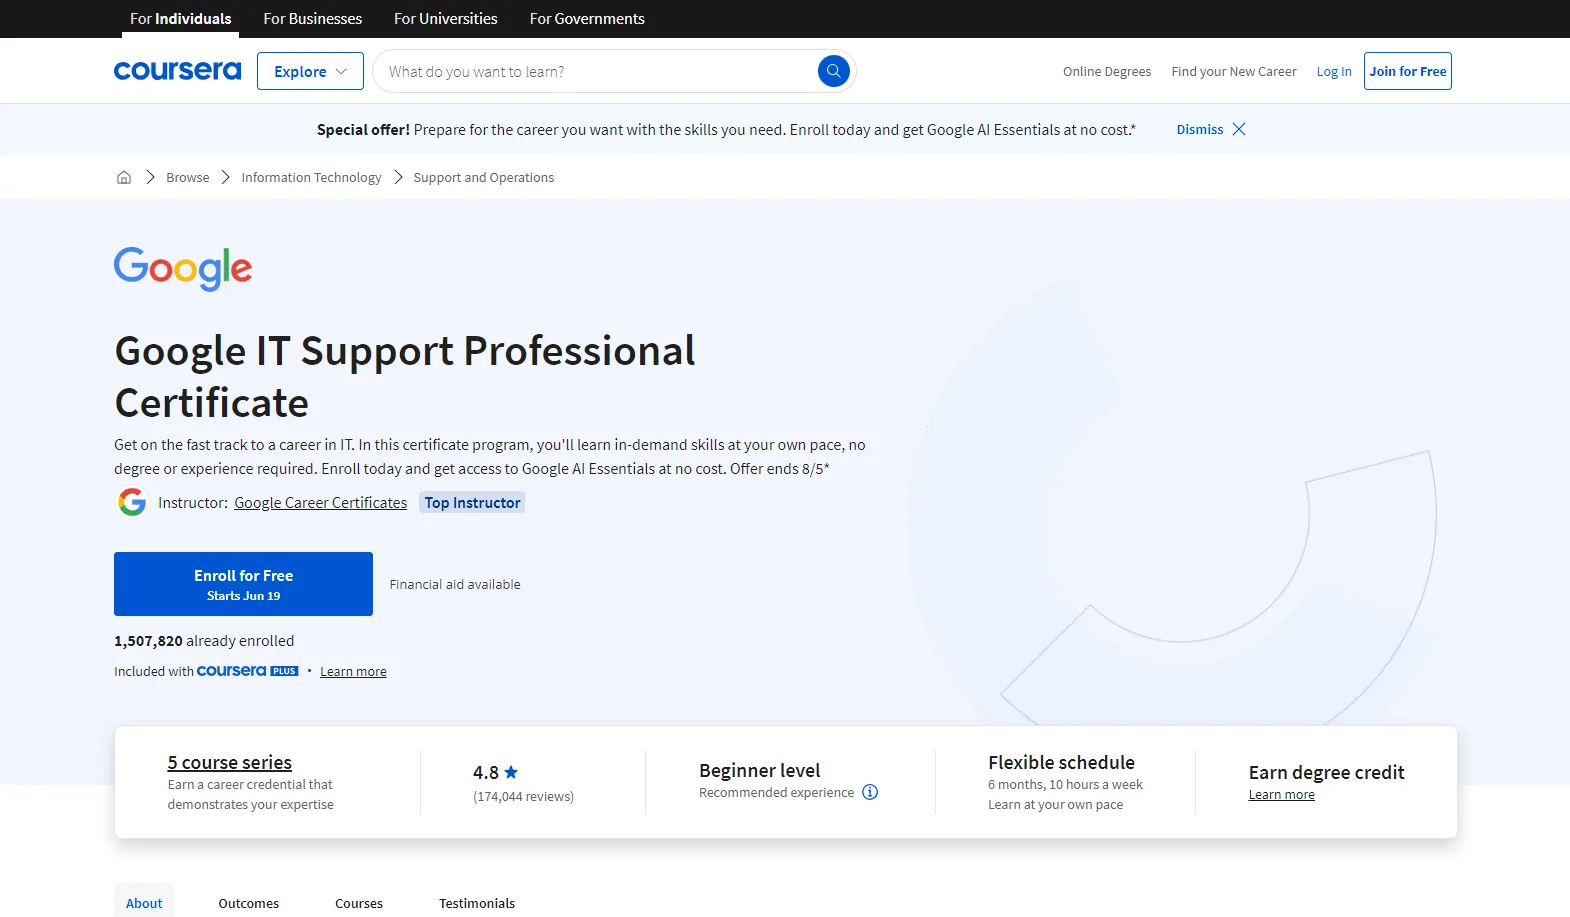 For Individuals For Businesses For Universities For Governments
coursera Explore What do you want to learn? Online Degrees Find your New Career Log In Join for Free
Special offer! Prepare for the career you want with the skills you need. Enroll today and get Google AI Essentials at no cost.* Dismiss
Browse Information Technology Support and Operations
Google
Google IT Support Professional
Certificate
Get on the fast track to a career in IT. In this certificate program, you'll learn in-demand skills at your own pace, no
degree or experience required. Enroll today and get access to Google AI Essentials at no cost. Offer ends 8/5*
G Instructor: Google Career Certificates Top Instructor
Enroll for Free
Starts Jun 19
Financial aid available
1,507,820 already enrolled
Included with coursera PLUS • Learn more
5 course series
Earn a career credential that
demonstrates your expertise
4.8
(174,044 reviews)
Beginner level
Recommended experience
Flexible schedule
6 months, 10 hours a week
Learn at your own pace
Earn degree credit
Learn more
About Outcomes Courses Testimonials